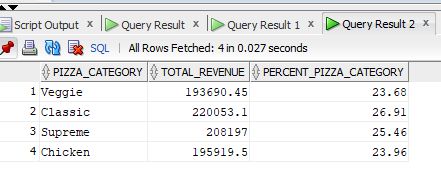 Script Output × Query Result × Query Result 1 × Query Result 2 ×
SQL | All Rows Fetched: 4 in 0.027 seconds
PIZZA_CATEGORY TOTAL_REVENUE PERCENT_PIZZA_CATEGORY
1 Veggie 193690.45 23.68
2 Classic 220053.1 26.91
3 Supreme 208197 25.46
4 Chicken 195919.5 23.96